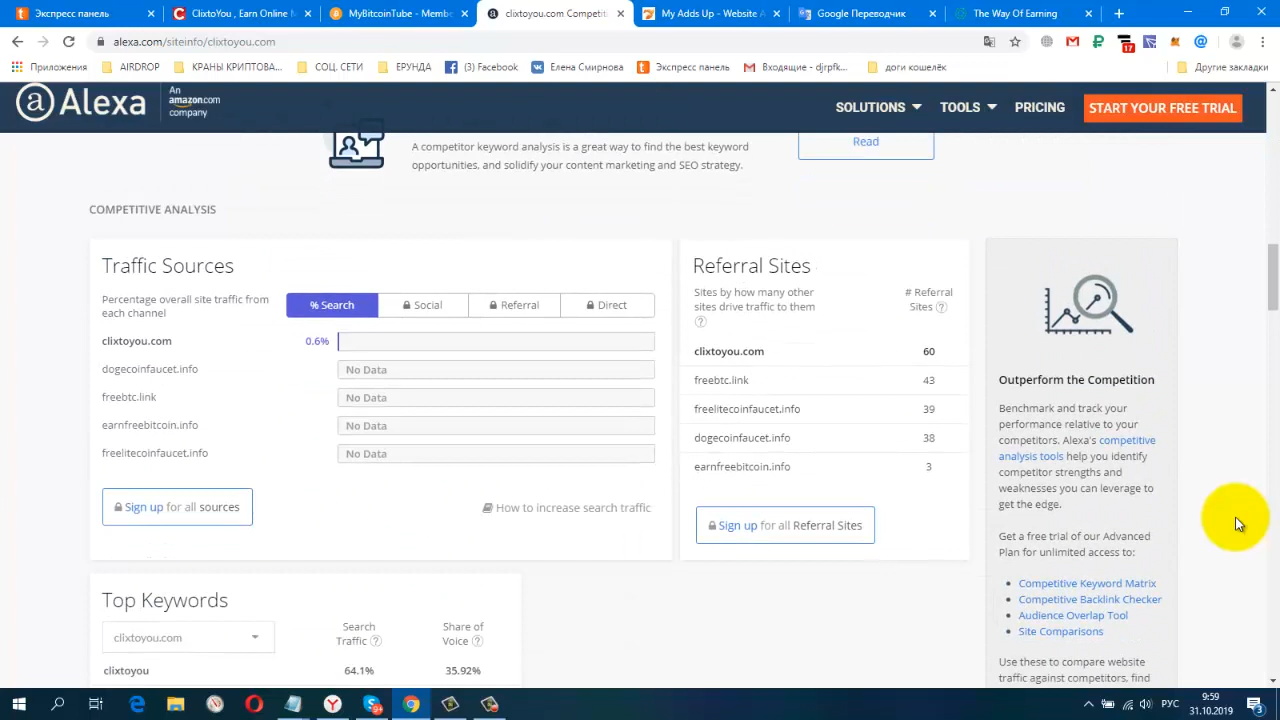 Экспресс панель
ClixtoYou , Earn Online M
MyBitcoinTube - Membe
clixtoyou.com Competiti
My Adds Up - Website A
Google Переводчик
The Way Of Earning
alexa.com/siteinfo/clixtoyou.com
17
Приложения
AIRDROP
КРАНЫ КРИПТОВА...
СОЦ. СЕТИ
ЕРУНДА
(3) Facebook
Елена Смирнова
Экспресс панель
Входящие - djrpfk...
доги кошелёк
Другие закладки
Alexa
An
amazon.com
company
SOLUTIONS
TOOLS
PRICING
START YOUR FREE TRIAL
A competitor keyword analysis is a great way to find the best keyword
opportunities, and solidify your content marketing and SEO strategy.
Read
COMPETITIVE ANALYSIS
Traffic Sources
Percentage overall site traffic from
each channel
% Search
Social
Referral
Direct
clixtoyou.com 0.6%
dogecoinfaucet.info No Data
freebtc.link No Data
earnfreebitcoin.info No Data
freelitecoinfaucet.info No Data
Sign up for all sources
How to increase search traffic
Referral Sites
Sites by how many other
sites drive traffic to them
?
# Referral
Sites ?
clixtoyou.com 60
freebtc.link 43
freelitecoinfaucet.info 39
dogecoinfaucet.info 38
earnfreebitcoin.info 3
Sign up for all Referral Sites
Outperform the Competition
Benchmark and track your
performance relative to your
competitors. Alexa's competitive
analysis tools help you identify
competitor strengths and
weaknesses you can leverage to
get the edge.
Get a free trial of our Advanced
Plan for unlimited access to:
Competitive Keyword Matrix
Competitive Backlink Checker
Audience Overlap Tool
Site Comparisons
Use these to compare website
traffic against competitors, find
Top Keywords
clixtoyou.com
Search
Traffic ?
Share of
Voice ?
clixtoyou 64.1% 35.92%
РУС
9:59
31.10.2019
3